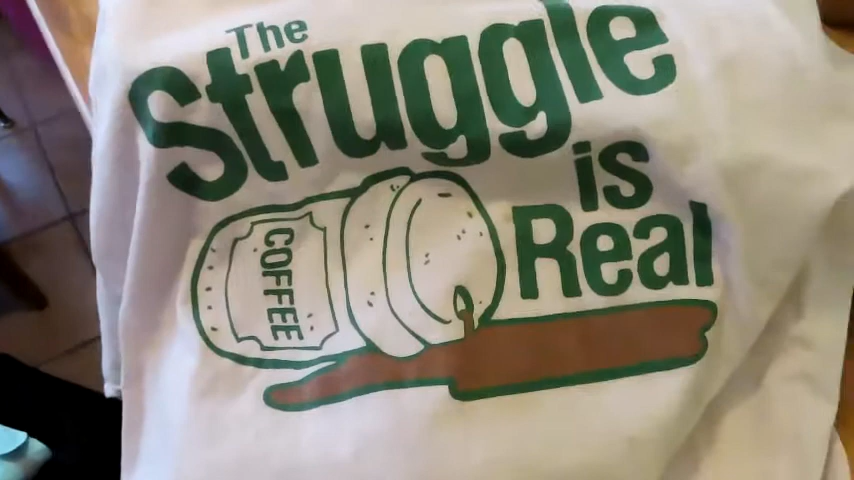 The
Struggle
is
Real
COFFEE